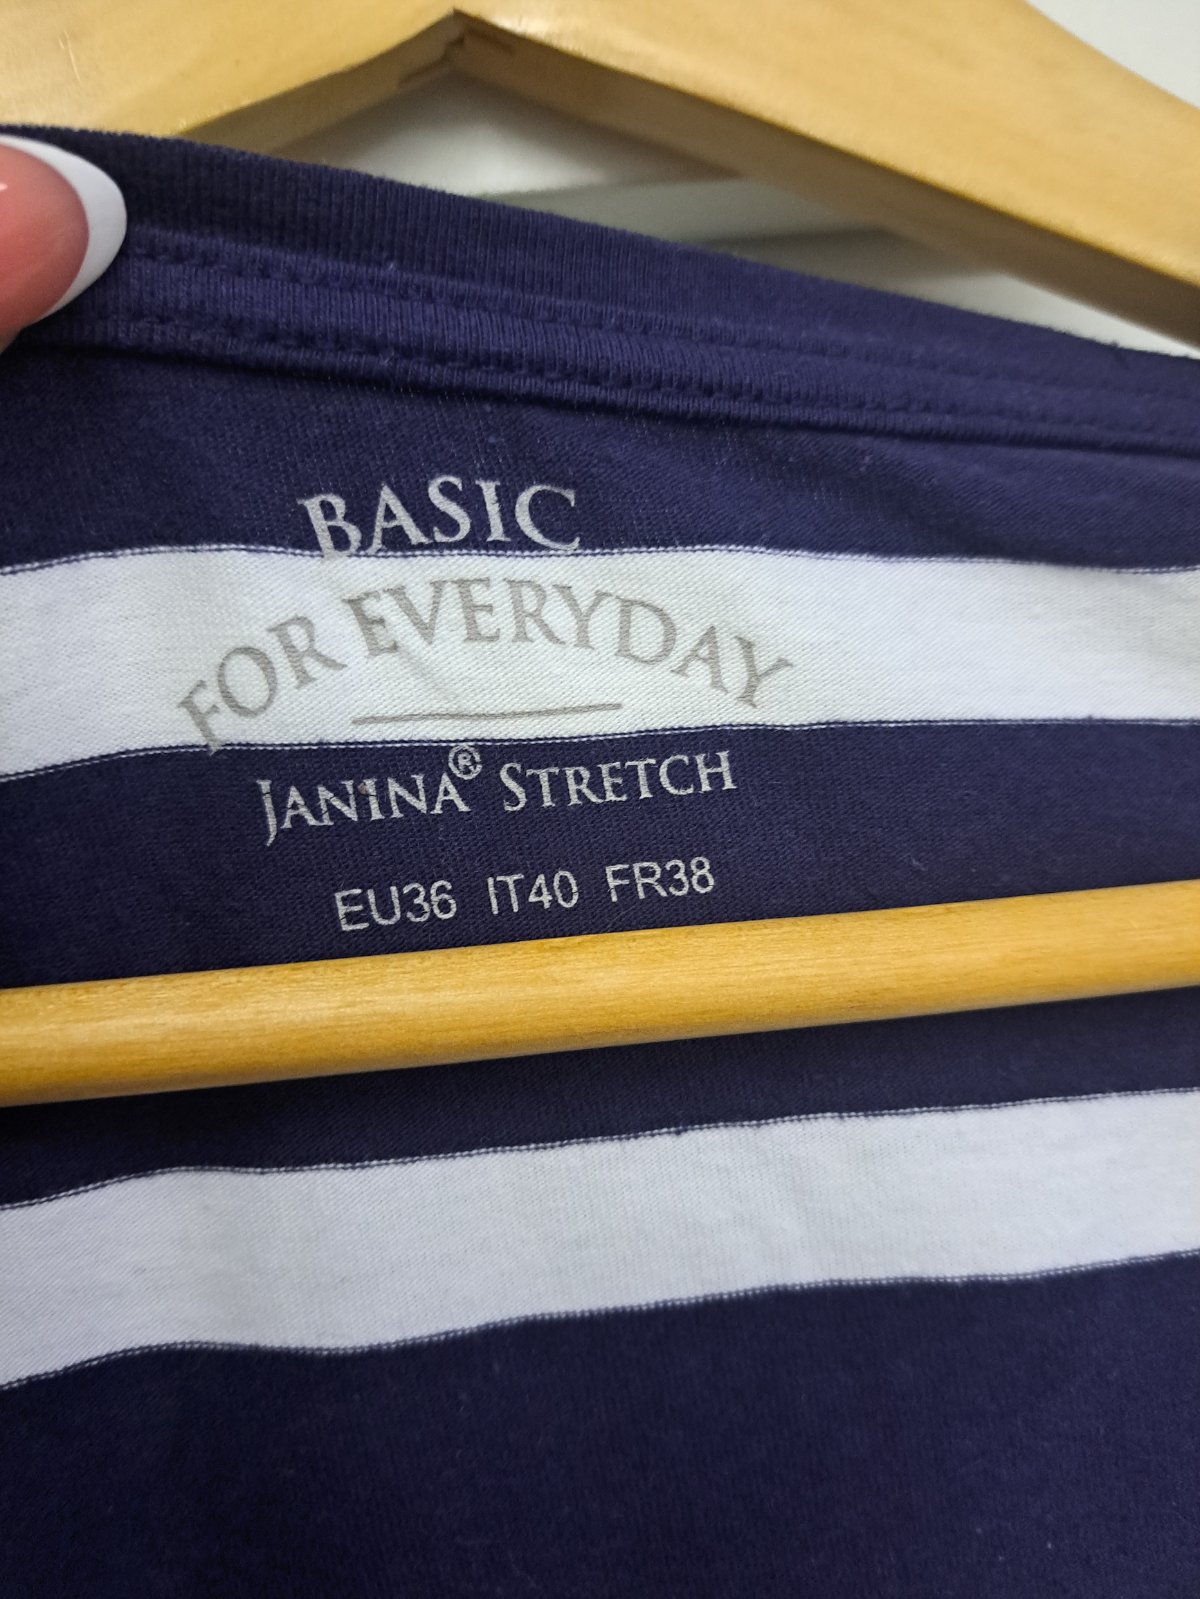 BASIC
FOR EVERYDAY
JANINA® STRETCH
EU36 IT40 FR38